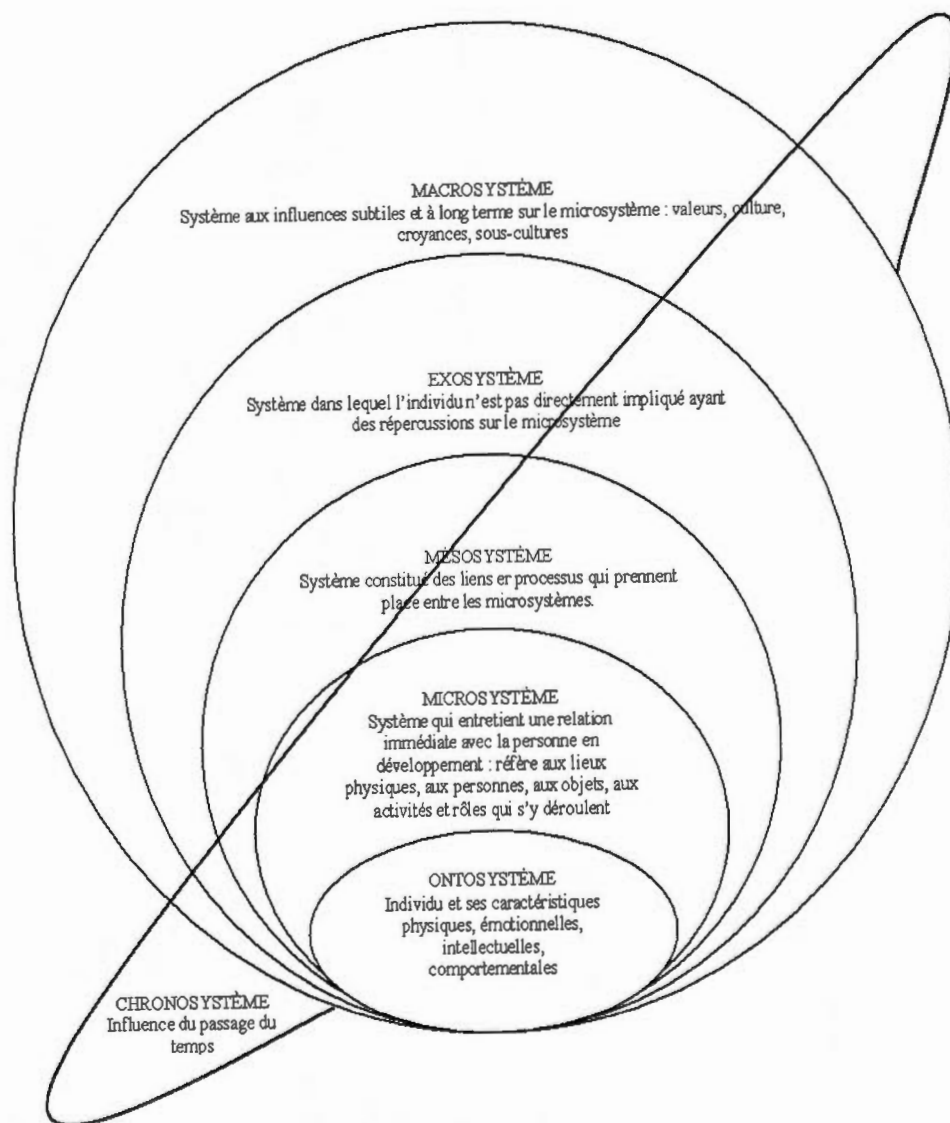 MACROSYSTÈME
Système aux influences subtiles et à long terme sur le microsystème : valeurs, culture,
croyances, sous-cultures
EXOSYSTÈME
Système dans lequel l'individu n'est pas directement impliqué ayant
des répercussions sur le microsystème
MÉSOSYSTÈME
Système constitué des liens er processus qui prennent
place entre les microsystèmes.
MICROSYSTÈME
Système qui entretient une relation
immédiate avec la personne en
développement : réfère aux lieux
physiques, aux personnes, aux objets, aux
activités et rôles qui s'y déroulent
ONTOSYSTÈME
Individu et ses caractéristiques
physiques, émotionnelles,
intellectuelles,
comportementales
CHRONOSYSTÈME
Influence du passage du
temps